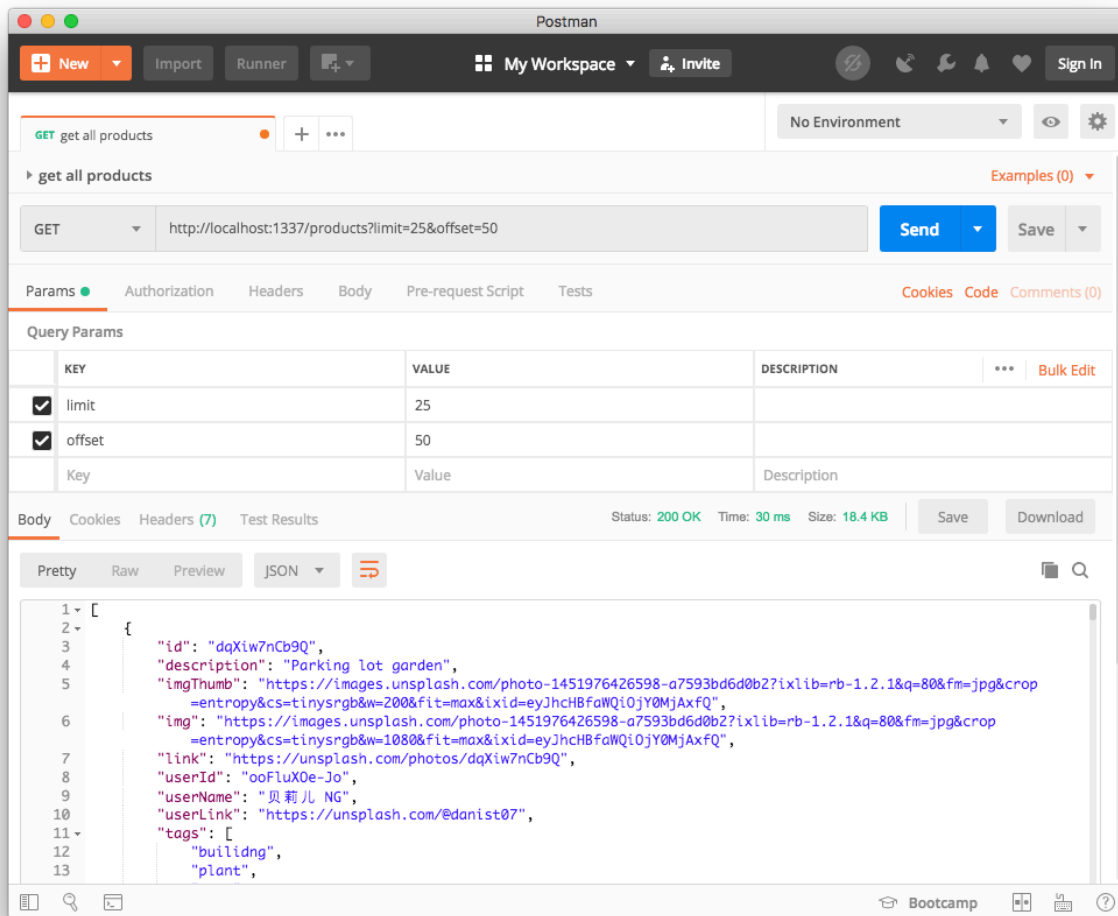 Postman
New Import Runner My Workspace Invite Sign In
GET get all products No Environment
get all products Examples (0)
GET http://localhost:1337/products?limit=25&offset=50 Send Save
Params Authorization Headers Body Pre-request Script Tests Cookies Code Comments (0)
Query Params
KEY VALUE DESCRIPTION Bulk Edit
limit 25
offset 50
Key Value Description
Body Cookies Headers (7) Test Results Status: 200 OK Time: 30 ms Size: 18.4 KB Save Download
Pretty Raw Preview JSON
1 [
2 {
3 "id": "dqXiw7nCb9Q",
4 "description": "Parking lot garden",
5 "imgThumb": "https://images.unsplash.com/photo-1451976426598-a7593bd6d0b2?ixlib=rb-1.2.1&q=80&fm=jpg&crop
=entropy&cs=tinysrgb&w=200&fit=max&ixid=eyJhcHBfaWQiOjY0MjAxfQ",
6 "img": "https://images.unsplash.com/photo-1451976426598-a7593bd6d0b2?ixlib=rb-1.2.1&q=80&fm=jpg&crop
=entropy&cs=tinysrgb&w=1080&fit=max&ixid=eyJhcHBfaWQiOjY0MjAxfQ",
7 "link": "https://unsplash.com/photos/dqXiw7nCb9Q",
8 "userId": "ooFluXOe-Jo",
9 "userName": "贝莉儿 NG",
10 "userLink": "https://unsplash.com/@danist07",
11 "tags": [
12 "builidng",
13 "plant",
Bootcamp